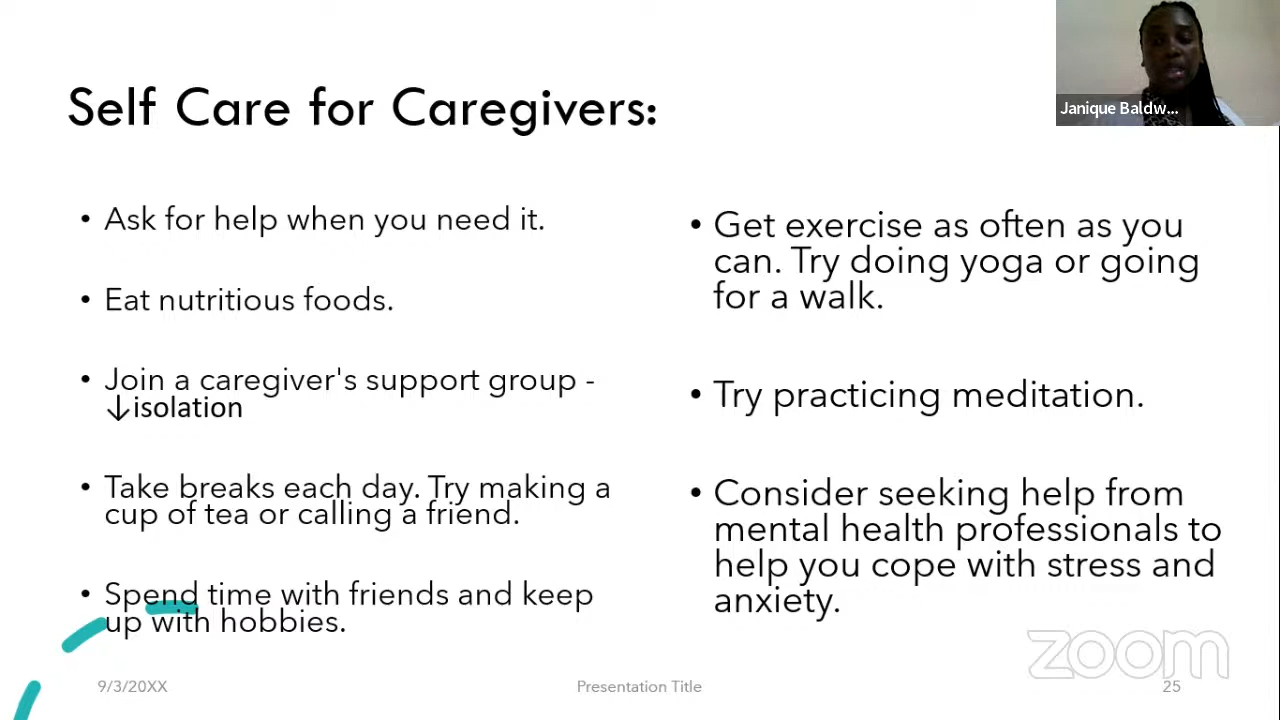 Self Care for Caregivers:
Janique Baldw...
• Ask for help when you need it.
• Eat nutritious foods.
• Join a caregiver's support group -
↓isolation
• Take breaks each day. Try making a
cup of tea or calling a friend.
• Spend time with friends and keep
up with hobbies.
• Get exercise as often as you
can. Try doing yoga or going
for a walk.
• Try practicing meditation.
• Consider seeking help from
mental health professionals to
help you cope with stress and
anxiety.
zoom
9/3/20XX
Presentation Title
25